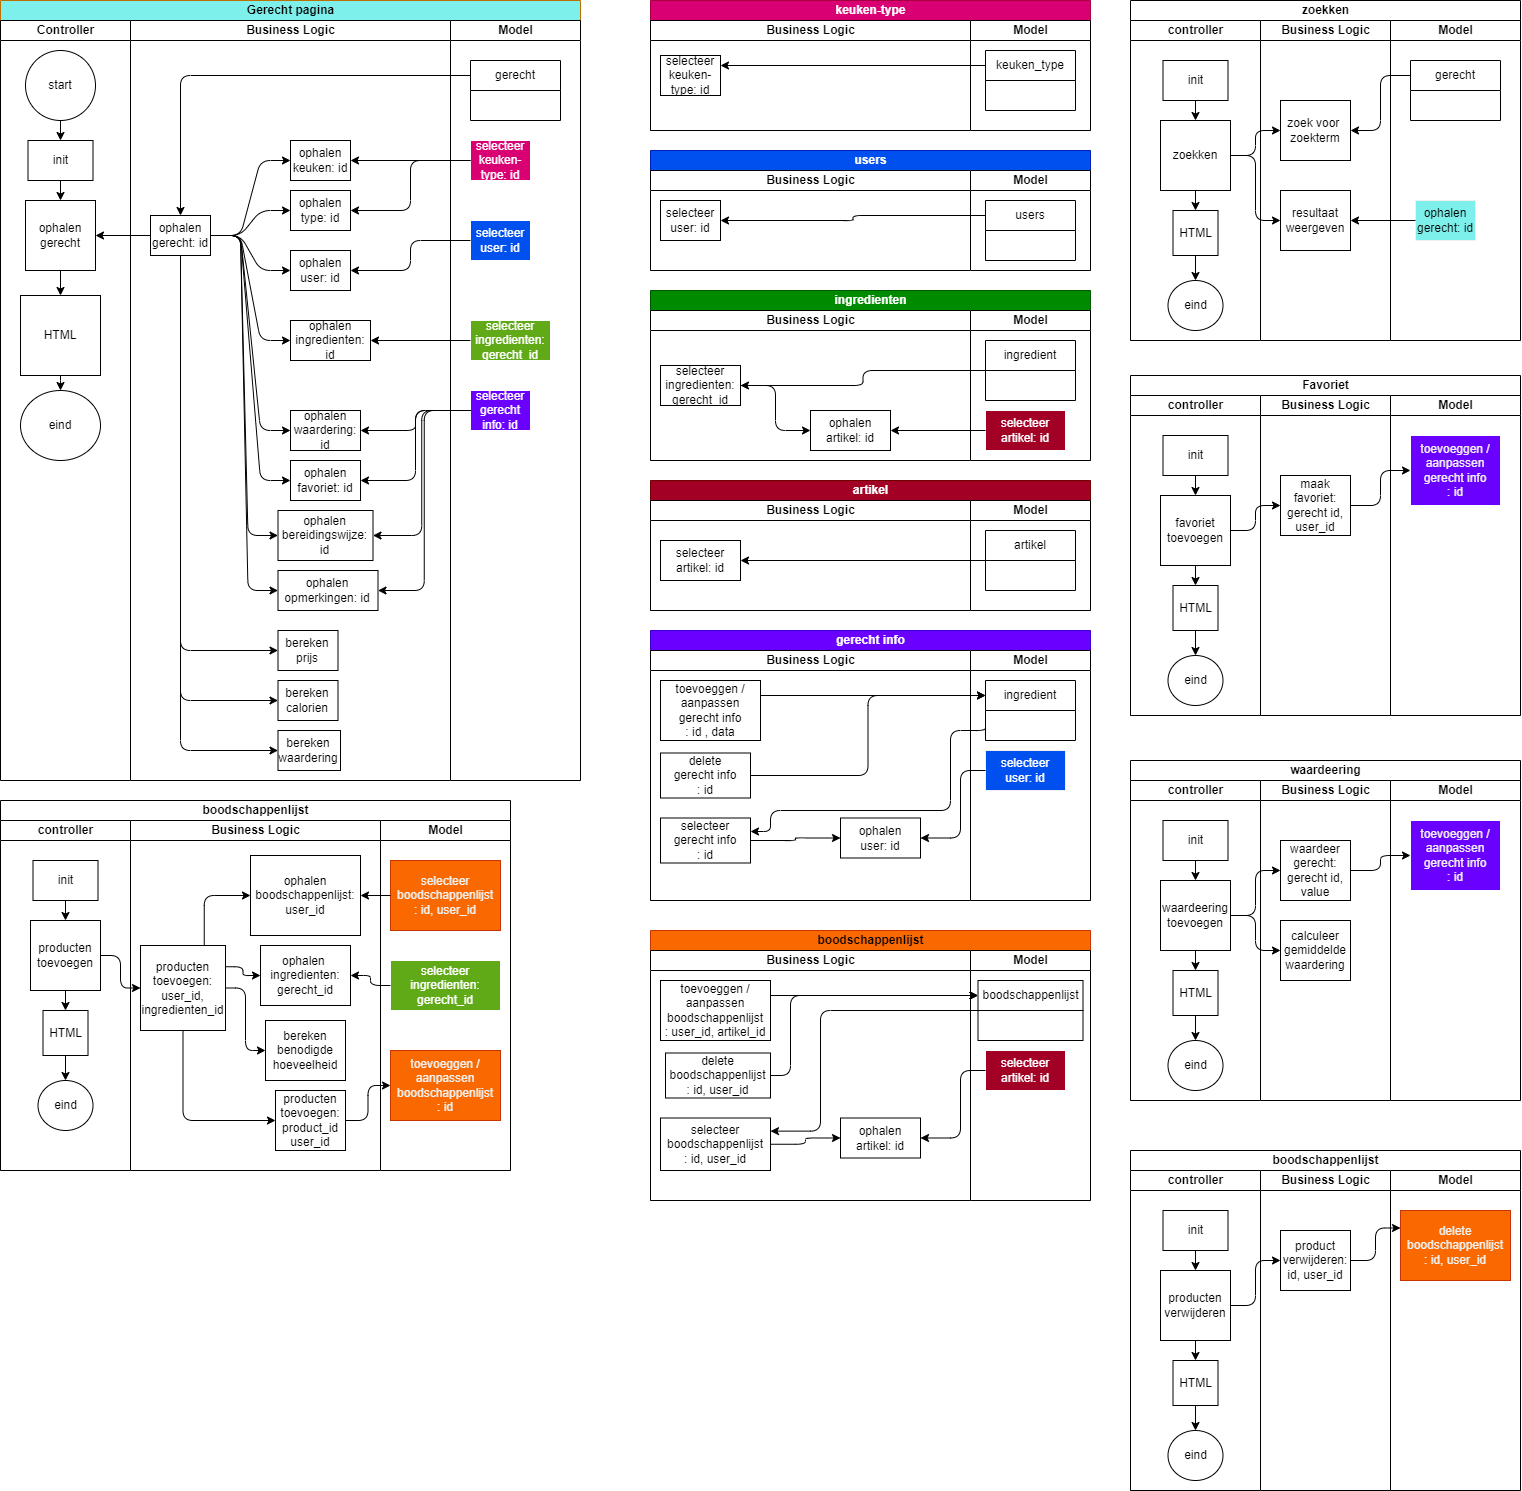 Gerecht pagina
Controller
Business Logic
Model
start
gerecht
init
ophalen
keuken: id
selecteer
keuken-
type: id
ophalen
type: id
ophalen
gerecht
ophalen
gerecht: id
selecteer
user: id
ophalen
user: id
HTML
ophalen
ingredienten:
id
selecteer
ingredienten:
gerecht_id
eind
ophalen
waardering:
id
selecteer
gerecht
info: id
ophalen
favoriet: id
ophalen
bereidingswijze:
id
ophalen
opmerkingen: id
bereken
prijs
bereken
calorien
bereken
waardering
boodschappenlijst
controller
Business Logic
Model
init
ophalen
boodschappenlijst:
user_id
selecteer
boodschappenlijst
: id, user_id
producten
toevoegen
producten
toevoegen:
user_id,
ingredienten_id
ophalen
ingredienten:
gerecht_id
selecteer
ingredienten:
gerecht_id
HTML
bereken
benodigde
hoeveelheid
eind
producten
toevoegen:
product_id
user_id
toevoeggen /
aanpassen
boodschappenlijst
: id
keuken-type
Business Logic
Model
selecteer
keuken-
type: id
keuken_type
users
Business Logic
Model
selecteer
user: id
users
ingredienten
Business Logic
Model
ingredient
selecteer
ingredienten:
gerecht_id
ophalen
artikel: id
selecteer
artikel: id
artikel
Business Logic
Model
selecteer
artikel: id
artikel
gerecht info
Business Logic
Model
toevoeggen /
aanpassen
gerecht info
: id , data
ingredient
delete
gerecht info
: id
selecteer
user: id
selecteer
gerecht info
: id
ophalen
user: id
boodschappenlijst
Business Logic
Model
toevoeggen /
aanpassen
boodschappenlijst
: user_id, artikel_id
boodschappenlijst
delete
boodschappenlijst
: id, user_id
selecteer
artikel: id
selecteer
boodschappenlijst
: id, user_id
ophalen
artikel: id
zoekken
controller
Business Logic
Model
init
gerecht
zoek voor
zoekterm
zoekken
HTML
resultaat
weergeven
ophalen
gerecht: id
eind
Favoriet
controller
Business Logic
Model
init
toevoeggen /
aanpassen
gerecht info
: id
maak
favoriet:
gerecht id,
user_id
favoriet
toevoegen
HTML
eind
waardeering
controller
Business Logic
Model
init
waardeer
gerecht:
gerecht id,
value
toevoeggen /
aanpassen
gerecht info
: id
waardeering
toevoegen
calculeer
gemiddelde
waardering
HTML
eind
boodschappenlijst
controller
Business Logic
Model
init
product
verwijderen:
id, user_id
delete
boodschappenlijst
: id, user_id
producten
verwijderen
HTML
eind